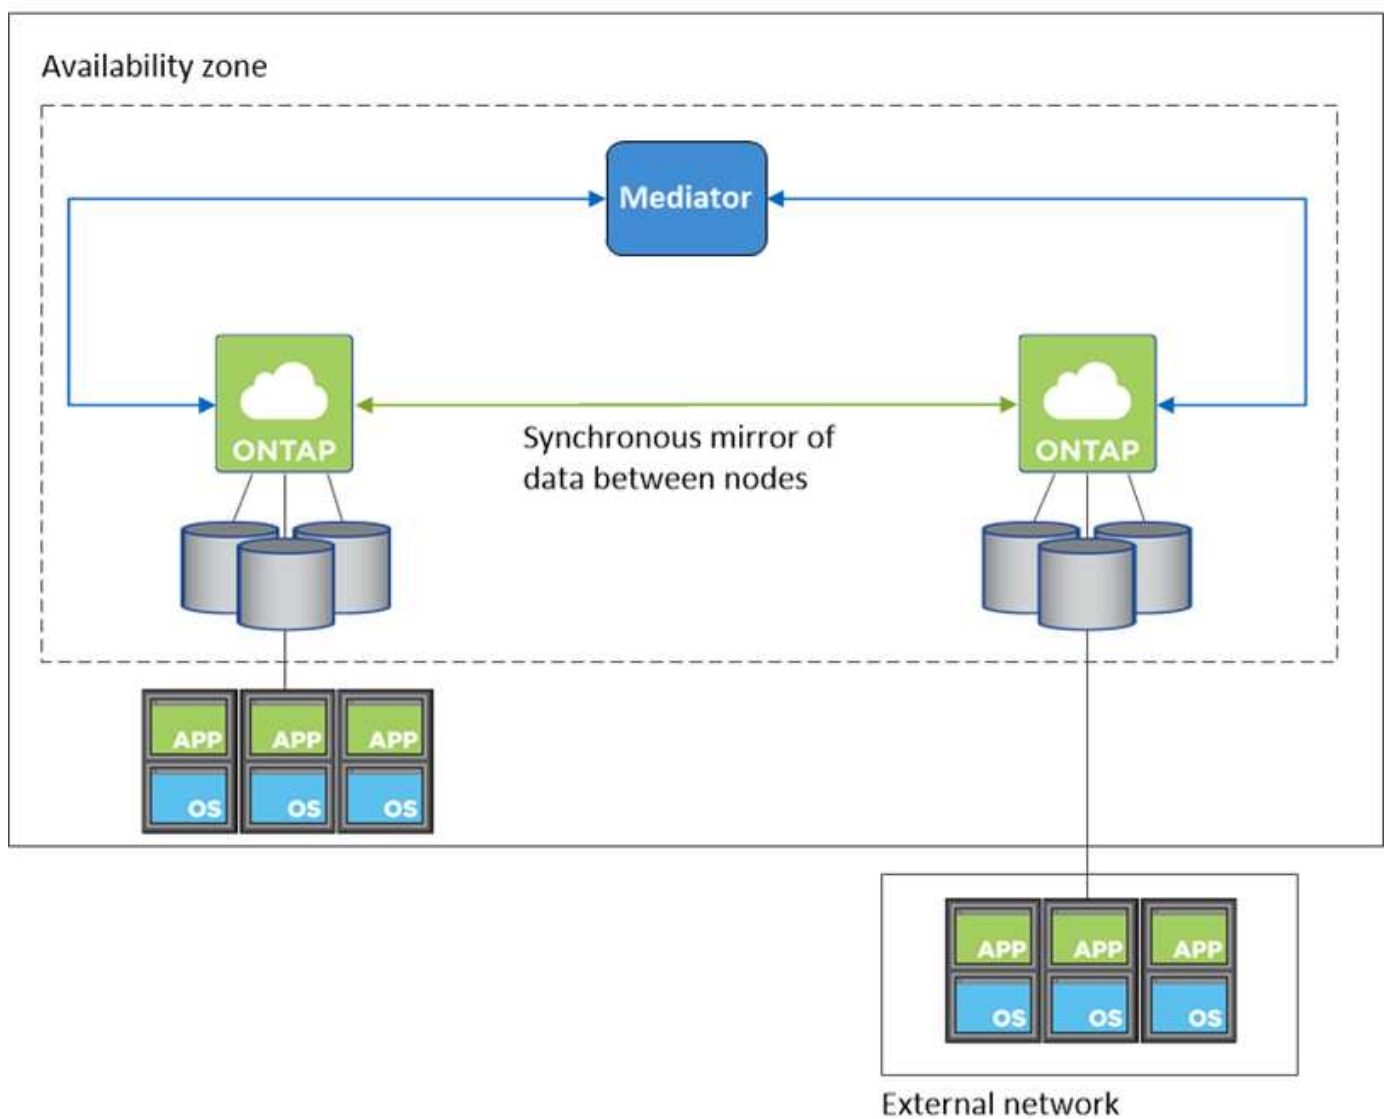 Availability zone
Mediator
ONTAP
ONTAP
Synchronous mirror of
data between nodes
APP APP APP
OS OS OS
APP APP APP
OS OS OS
External network